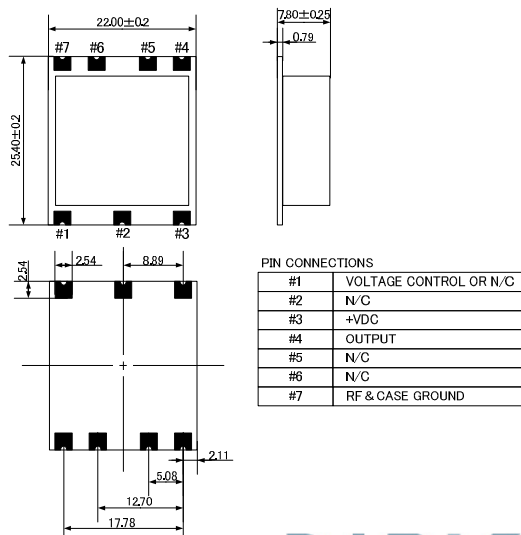 22.00±0.2
7.80±0.25
0.79
#7 #6 #5 #4
25.40±0.2
#1 #2 #3
2.54 8.89
2.54
PIN CONNECTIONS
#1 VOLTAGE CONTROL OR N/C
#2 N/C
#3 +VDC
#4 OUTPUT
#5 N/C
#6 N/C
#7 RF & CASE GROUND
2.11
5.08
12.70
17.78